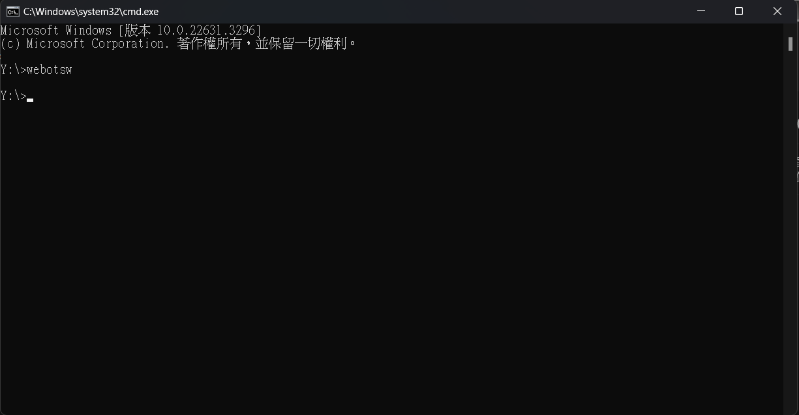 C:\Windows\system32\cmd.exe
Microsoft Windows [版本 10.0.22631.3296]
(c) Microsoft Corporation. 著作權所有，並保留一切權利。
Y:\>webotsw
Y:\>